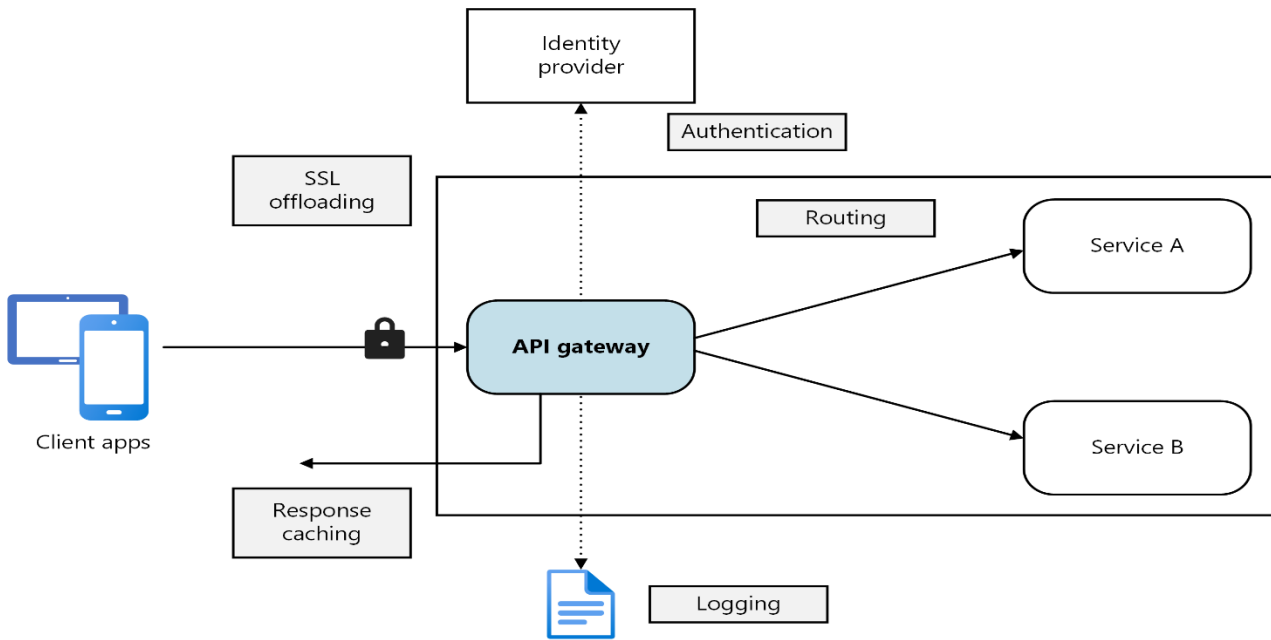 Identity
provider
Authentication
SSL
offloading
Routing
Service A
API gateway
Client apps
Service B
Response
caching
Logging